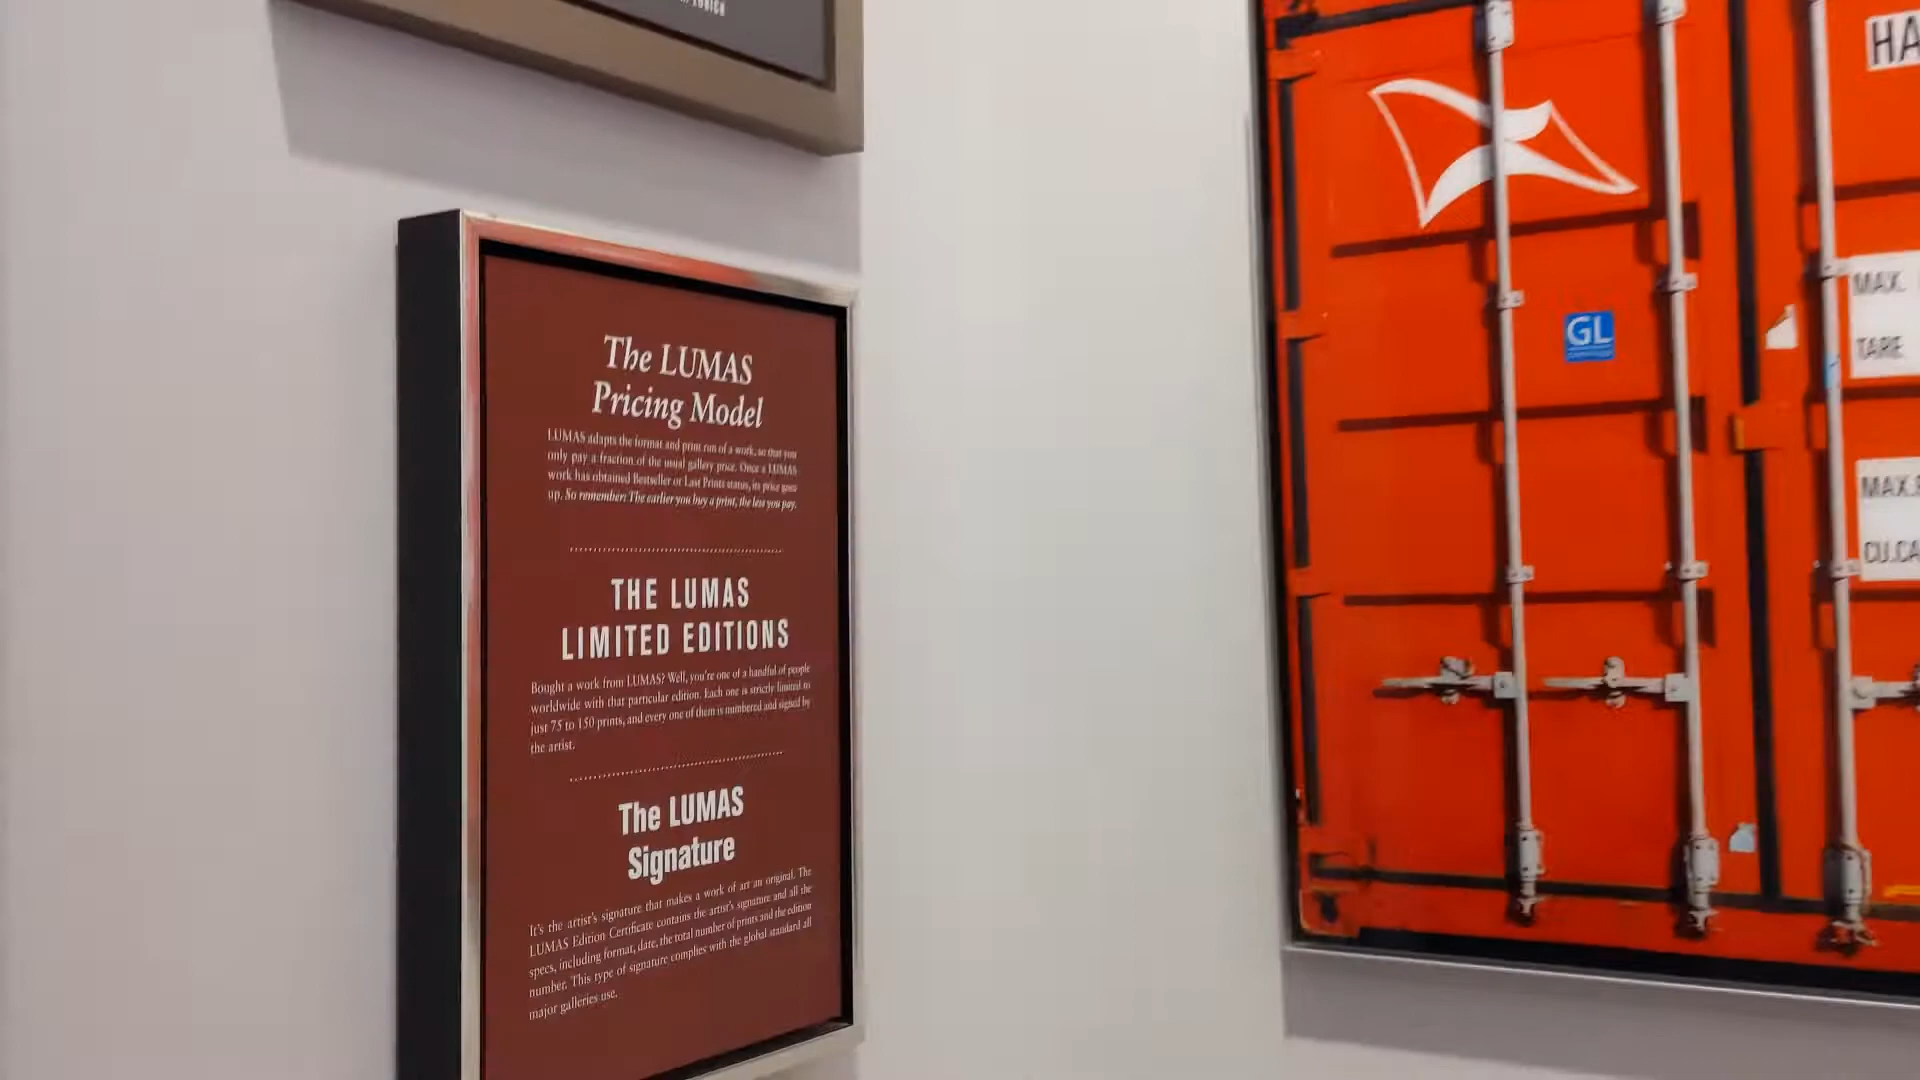 ZURICH
The LUMAS
Pricing Model
LUMAS adapts the format and print run of a work, so that you
only pay a fraction of the usual gallery price. Once a LUMAS
work has obtained Bestseller or Last Prints status, its price goes
up. So remember: The earlier you buy a print, the less you pay.
THE LUMAS
LIMITED EDITIONS
Bought a work from LUMAS? Well, you're one of a handful of people
worldwide with that particular edition. Each one is strictly limited to
just 75 to 150 prints, and every one of them is numbered and signed by
the artist.
The LUMAS
Signature
It's the artist's signature that makes a work of art an original. The
LUMAS Edition Certificate contains the artist's signature and all the
specs, including format, date, the total number of prints and the edition
number. This type of signature complies with the global standard all
major galleries use.
HA
GL
MAX.
TARE
MAX.
CU.CA